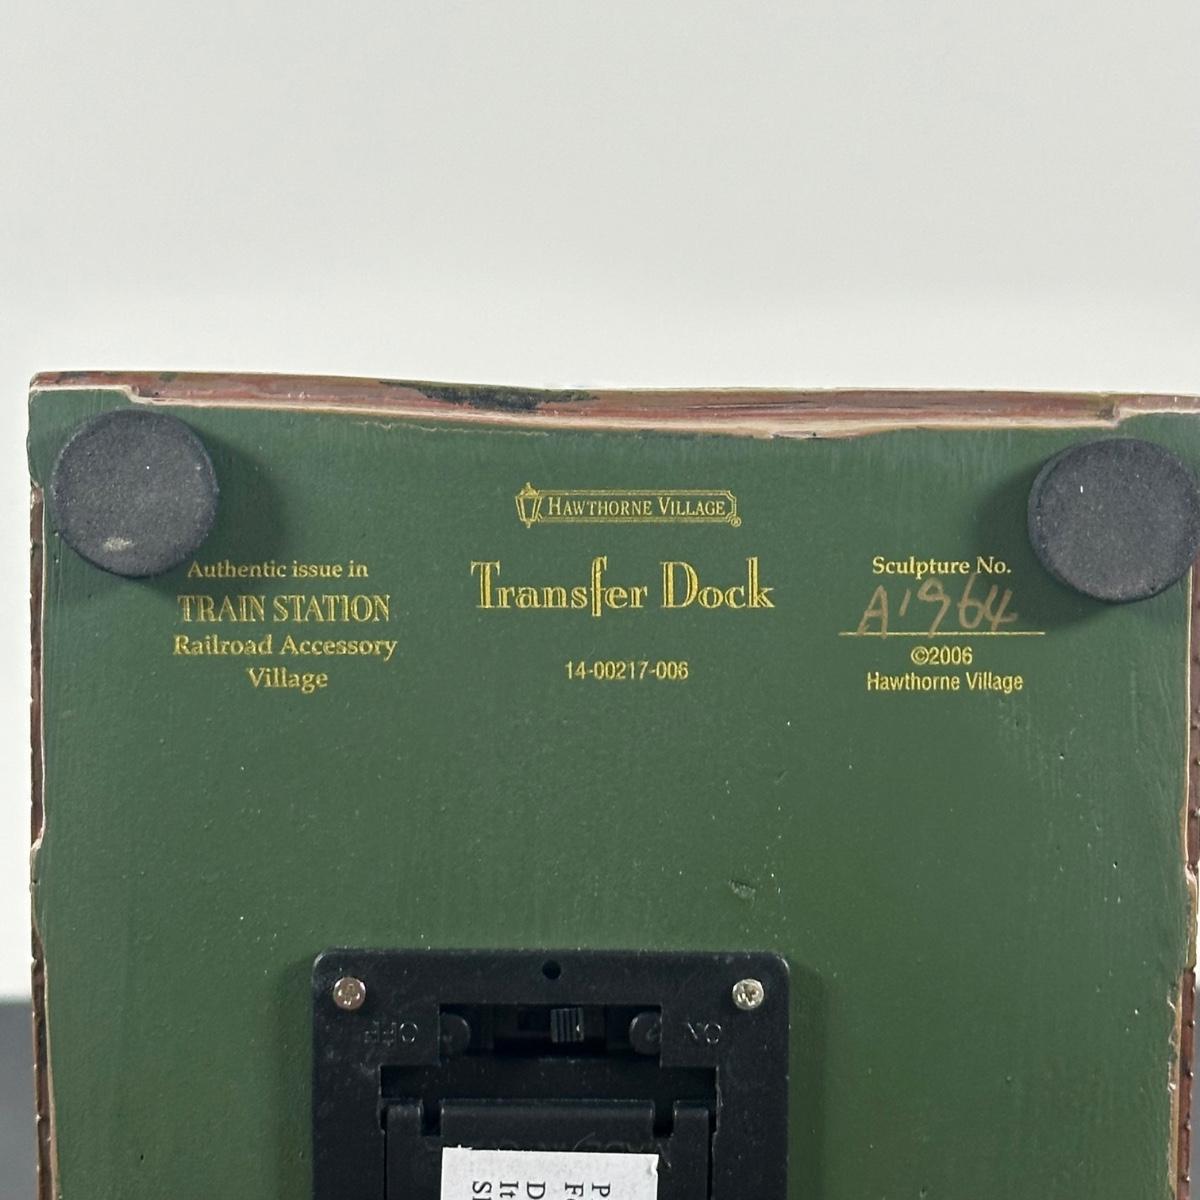 HAWTHORNE VILLAGE®
Transfer Dock
14-00217-006
Authentic issue in
TRAIN STATION
Railroad Accessory
Village
Sculpture No.
A1964
©2006
Hawthorne Village
OFF
ON